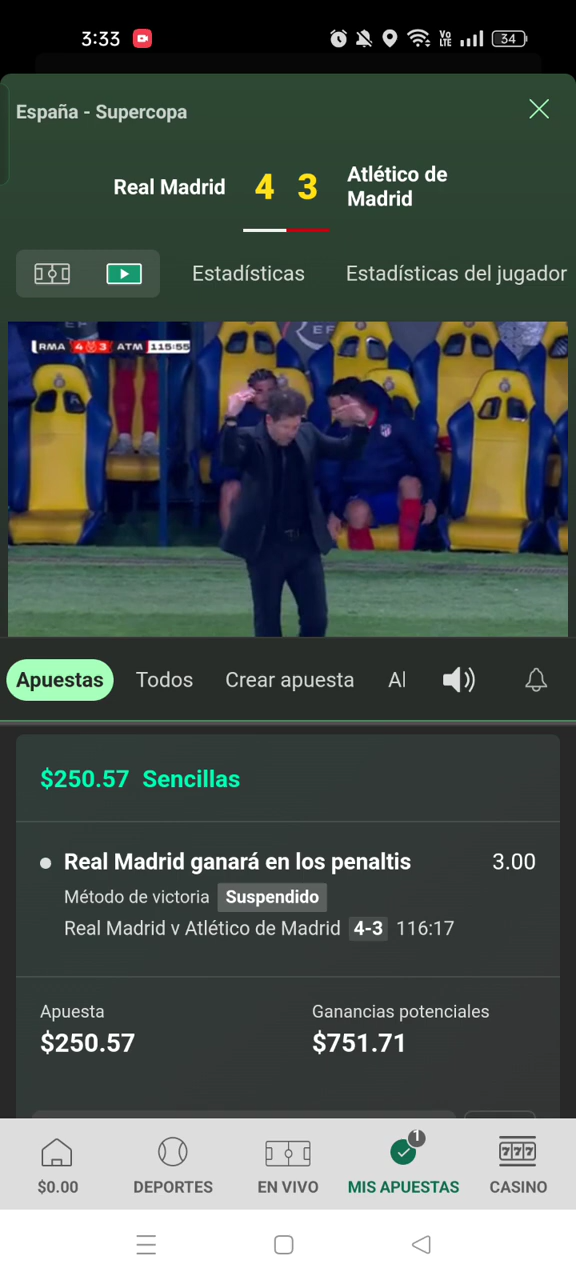 3:33
Vo
LTE
34
España - Supercopa
Real Madrid
4 3
Atlético de
Madrid
Estadísticas
Estadísticas del jugador
RMA 4 3 ATM 115:55
Apuestas
Todos
Crear apuesta
Al
$250.57 Sencillas
Real Madrid ganará en los penaltis
3.00
Método de victoria Suspendido
Real Madrid v Atlético de Madrid 4-3 116:17
Apuesta
Ganancias potenciales
$250.57
$751.71
1
777
$0.00
DEPORTES
EN VIVO
MIS APUESTAS
CASINO